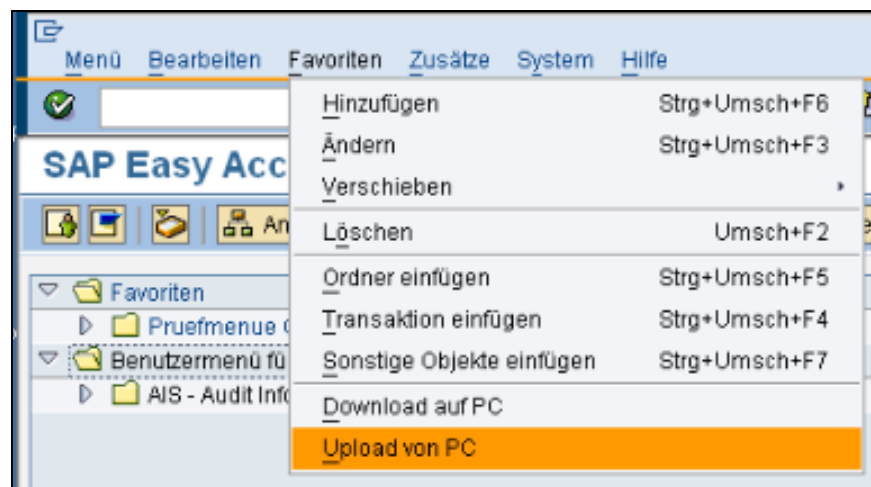 Menü Bearbeiten Favoriten Zusätze System Hilfe
Hinzufügen Strg+Umsch+F6
Ändern Strg+Umsch+F3
SAP Easy Acc
Verschieben
An
Löschen Umsch+F2
Favoriten
Ordner einfügen Strg+Umsch+F5
Pruefmenue
Transaktion einfügen Strg+Umsch+F4
Benutzermenü fü
Sonstige Objekte einfügen Strg+Umsch+F7
AIS - Audit Info
Download auf PC
Upload von PC